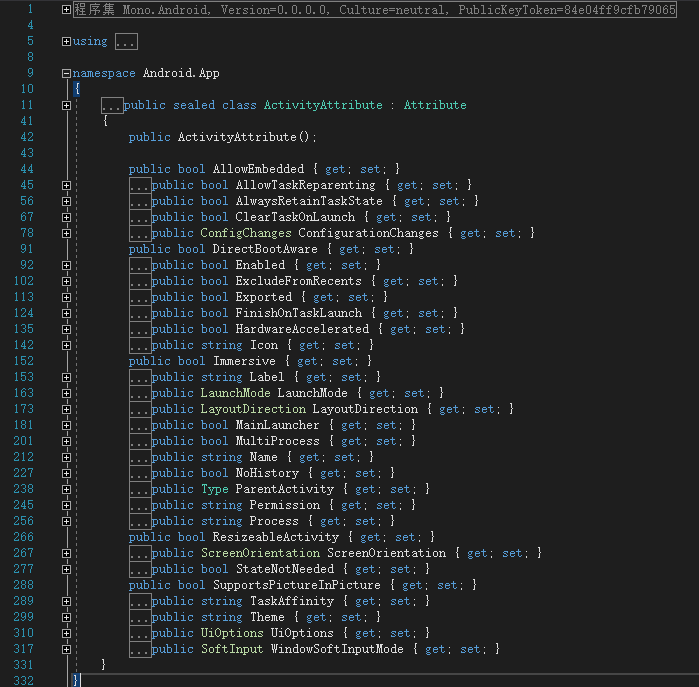 1 程序集 Mono.Android, Version=0.0.0.0, Culture=neutral, PublicKeyToken=84e04ff9cfb79065
4
5 using ...
8
9 namespace Android.App
10 {
11 ...public sealed class ActivityAttribute : Attribute
41 {
42 public ActivityAttribute();
43
44 public bool AllowEmbedded { get; set; }
45 ...public bool AllowTaskReparenting { get; set; }
56 ...public bool AlwaysRetainTaskState { get; set; }
67 ...public bool ClearTaskOnLaunch { get; set; }
78 ...public ConfigChanges ConfigurationChanges { get; set; }
91 public bool DirectBootAware { get; set; }
92 ...public bool Enabled { get; set; }
102 ...public bool ExcludeFromRecents { get; set; }
113 ...public bool Exported { get; set; }
124 ...public bool FinishOnTaskLaunch { get; set; }
135 ...public bool HardwareAccelerated { get; set; }
142 ...public string Icon { get; set; }
152 public bool Immersive { get; set; }
153 ...public string Label { get; set; }
163 ...public LaunchMode LaunchMode { get; set; }
173 ...public LayoutDirection LayoutDirection { get; set; }
181 ...public bool MainLauncher { get; set; }
201 ...public bool MultiProcess { get; set; }
212 ...public string Name { get; set; }
227 ...public bool NoHistory { get; set; }
238 ...public Type ParentActivity { get; set; }
245 ...public string Permission { get; set; }
256 ...public string Process { get; set; }
266 public bool ResizeableActivity { get; set; }
267 ...public ScreenOrientation ScreenOrientation { get; set; }
277 ...public bool StateNotNeeded { get; set; }
288 public bool SupportsPictureInPicture { get; set; }
289 ...public string TaskAffinity { get; set; }
299 ...public string Theme { get; set; }
310 ...public UiOptions UiOptions { get; set; }
317 ...public SoftInput WindowSoftInputMode { get; set; }
331 }
332 }